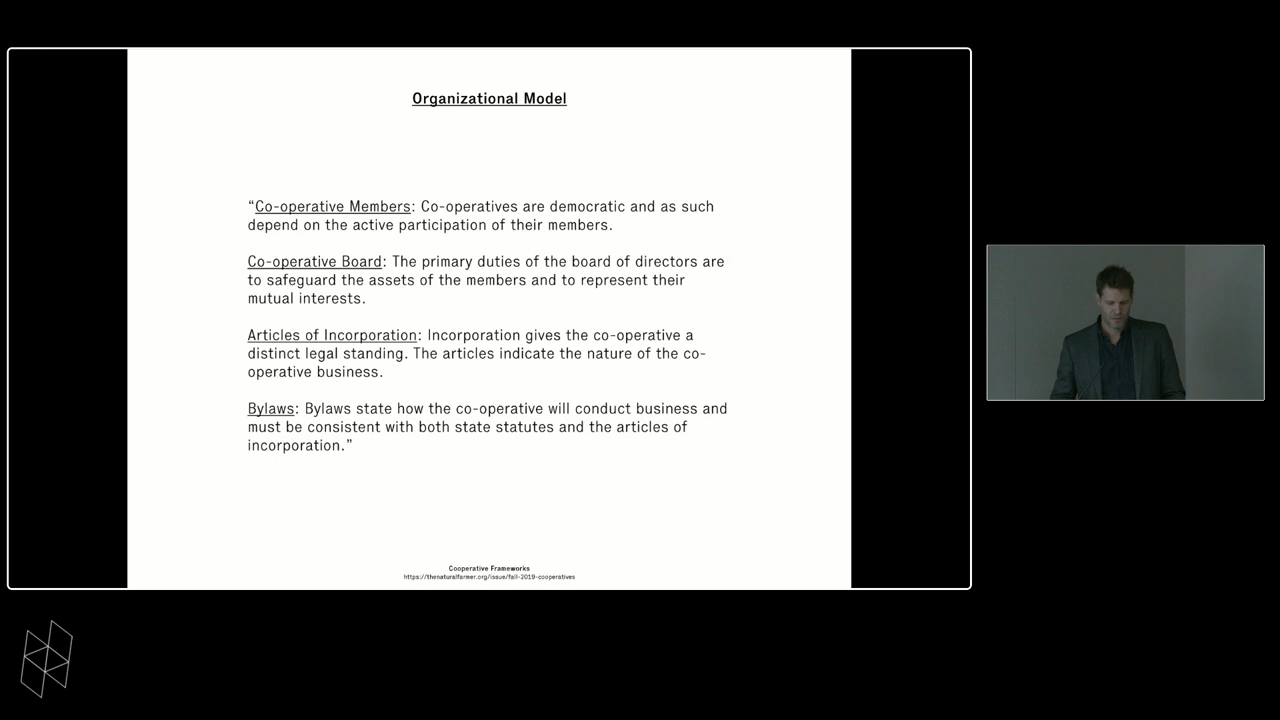 Organizational Model
“Co-operative Members: Co-operatives are democratic and as such
depend on the active participation of their members.
Co-operative Board: The primary duties of the board of directors are
to safeguard the assets of the members and to represent their
mutual interests.
Articles of Incorporation: Incorporation gives the co-operative a
distinct legal standing. The articles indicate the nature of the co-
operative business.
Bylaws: Bylaws state how the co-operative will conduct business and
must be consistent with both state statutes and the articles of
incorporation.”
Cooperative Frameworks
https://thenaturalfarmer.org/issue/fall-2019-cooperatives